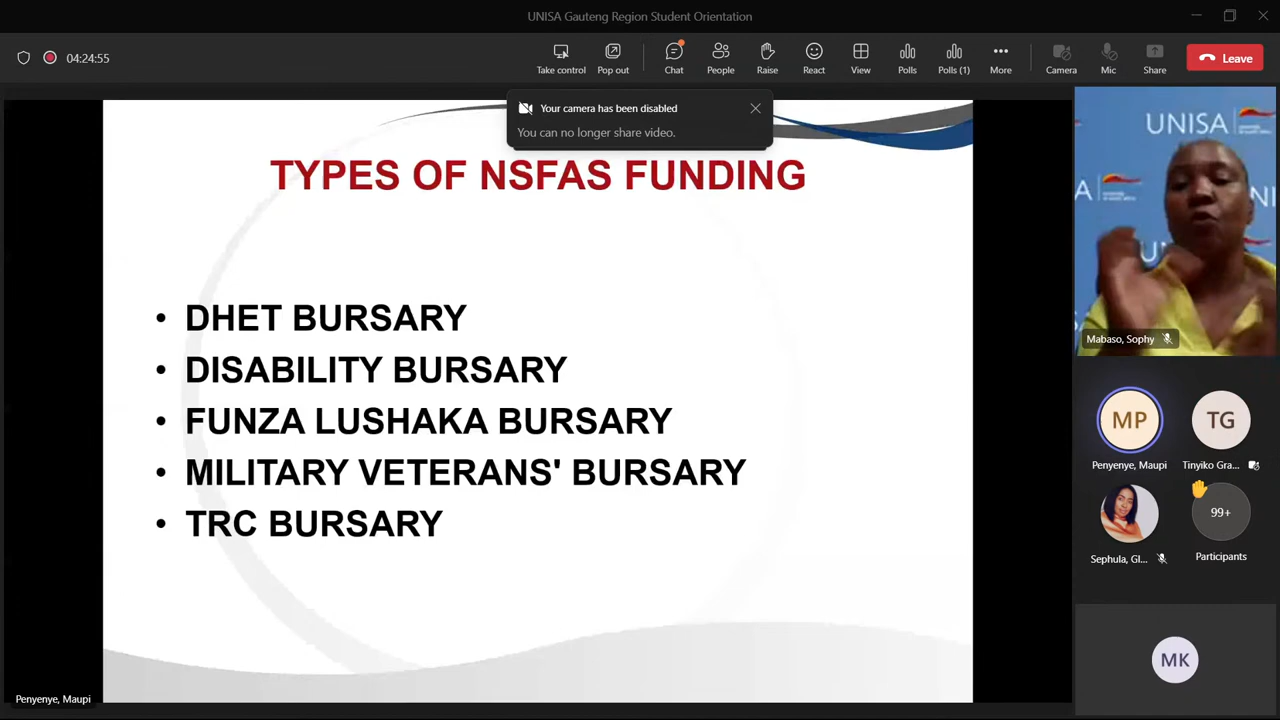 UNISA Gauteng Region Student Orientation
04:24:55
Take control
Pop out
Chat
People
Raise
React
View
Polls
Polls (1)
More
Camera
Mic
Share
Leave
Your camera has been disabled
You can no longer share video.
TYPES OF NSFAS FUNDING
• DHET BURSARY
• DISABILITY BURSARY
• FUNZA LUSHAKA BURSARY
• MILITARY VETERANS' BURSARY
• TRC BURSARY
Penyenye, Maupi
UNISA
Mabaso, Sophy
MP
TG
Penyenye, Maupi
Tinyiko Gra...
99+
Sephula, Gl...
Participants
MK